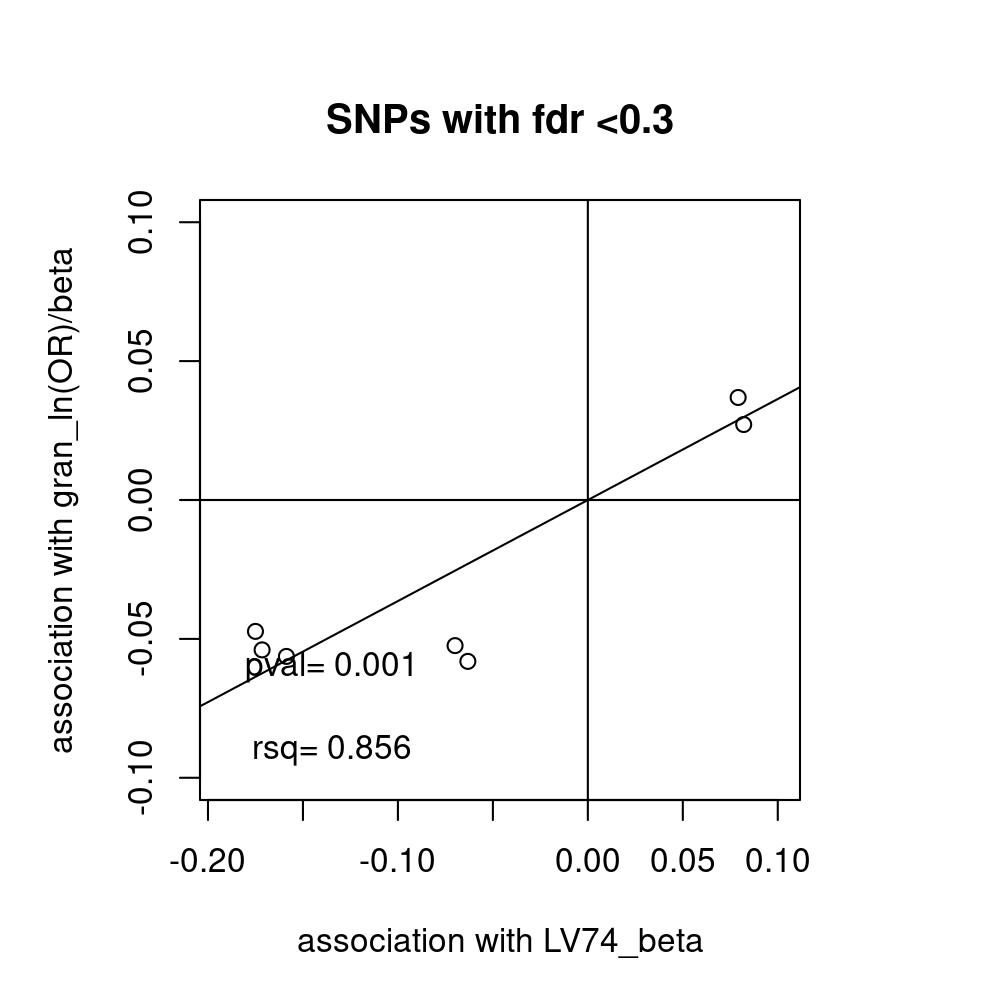 SNPs with fdr <0.3
association with gran_ln(OR)/beta
0.10
0.05
0.00
-0.05
-0.10
pval= 0.001
rsq= 0.856
-0.20 -0.10 0.00 0.05 0.10
association with LV74_beta